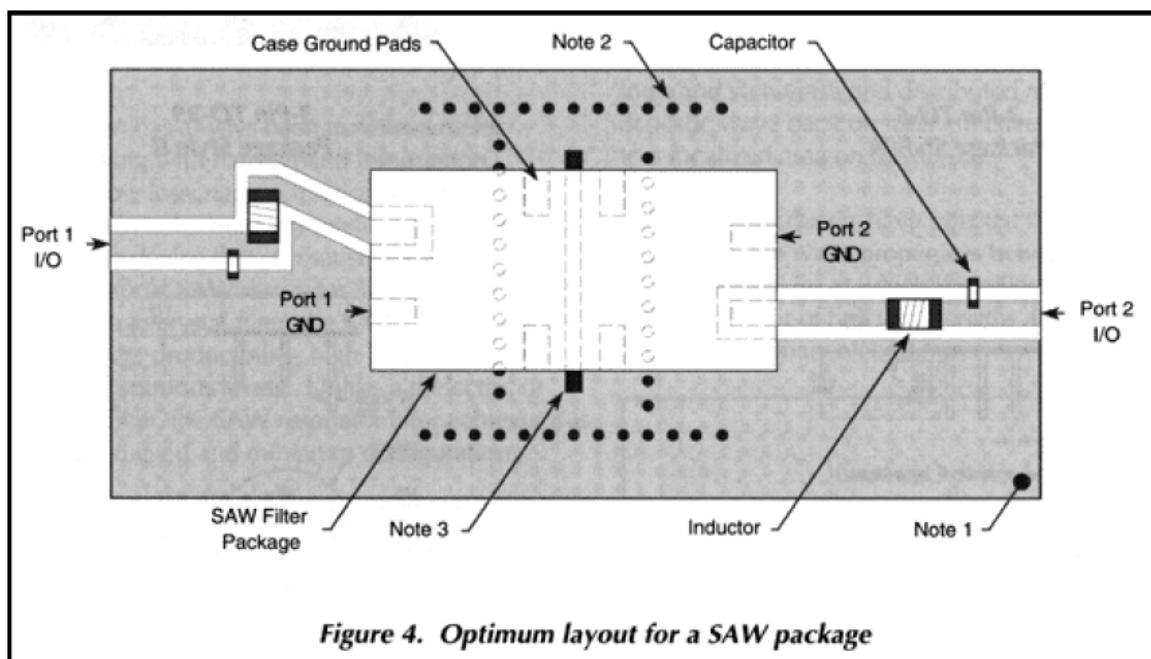 Case Ground Pads
Note 2
Capacitor
Port 1
I/O
Port 2
GND
Port 1
GND
Port 2
I/O
SAW Filter
Package
Note 3
Inductor
Note 1
Figure 4. Optimum layout for a SAW package